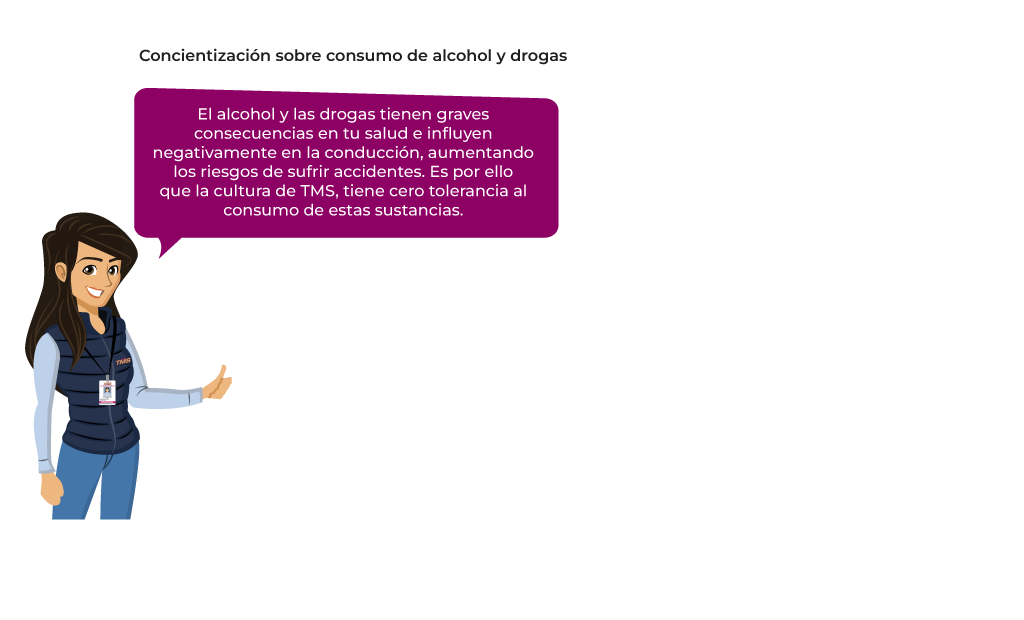 Concientización sobre consumo de alcohol y drogas
El alcohol y las drogas tienen graves
consecuencias en tu salud e influyen
negativamente en la conducción, aumentando
los riesgos de sufrir accidentes. Es por ello
que la cultura de TMS, tiene cero tolerancia al
consumo de estas sustancias.
TMS